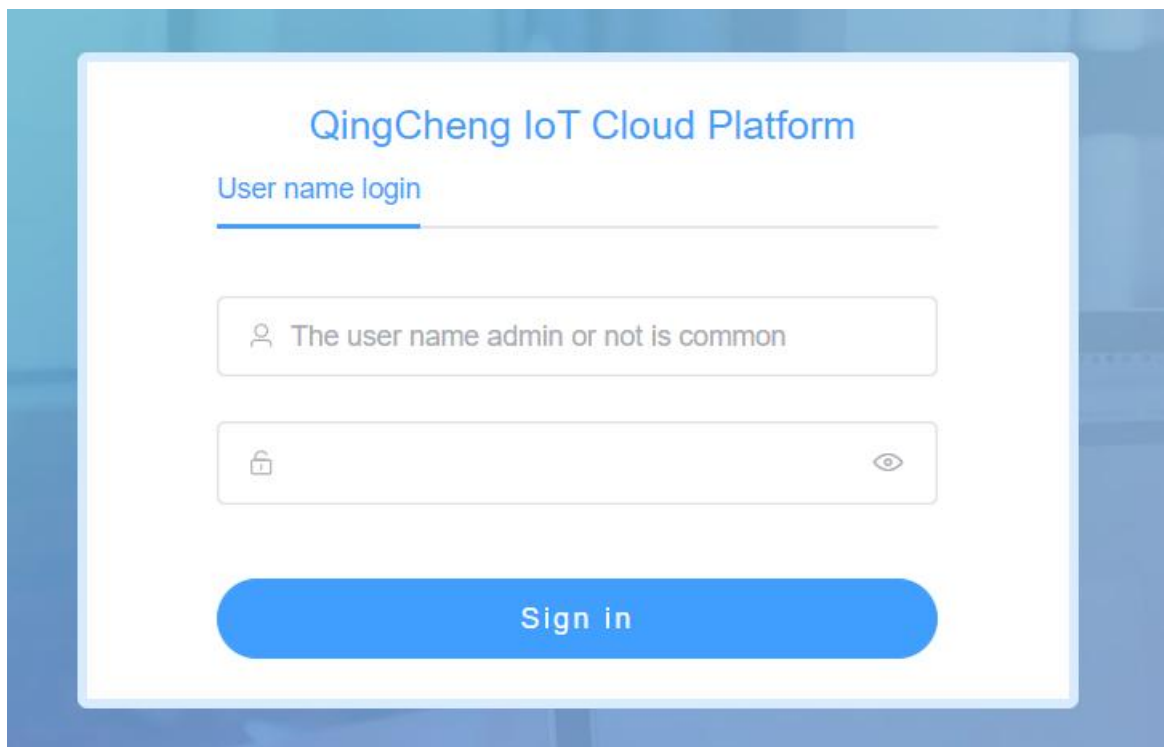 QingCheng IoT Cloud Platform
User name login
The user name admin or not is common
Sign in